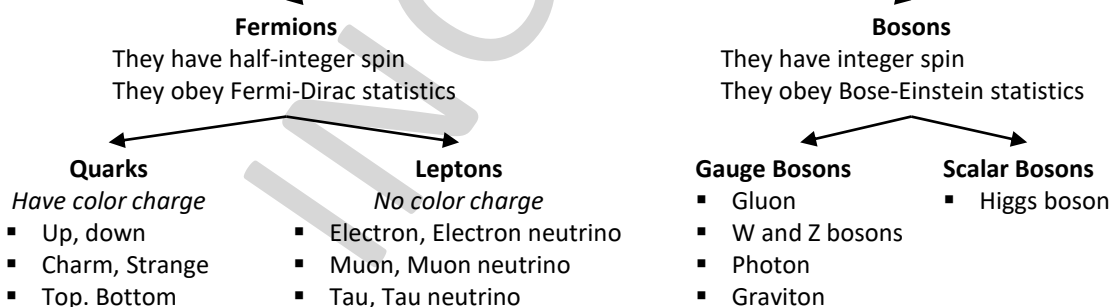 Fermions
They have half-integer spin
They obey Fermi-Dirac statistics
Bosons
They have integer spin
They obey Bose-Einstein statistics
Quarks
Have color charge
▪ Up, down
▪ Charm, Strange
▪ Top. Bottom
Leptons
No color charge
▪ Electron, Electron neutrino
▪ Muon, Muon neutrino
▪ Tau, Tau neutrino
Gauge Bosons
▪ Gluon
▪ W and Z bosons
▪ Photon
▪ Graviton
Scalar Bosons
▪ Higgs boson